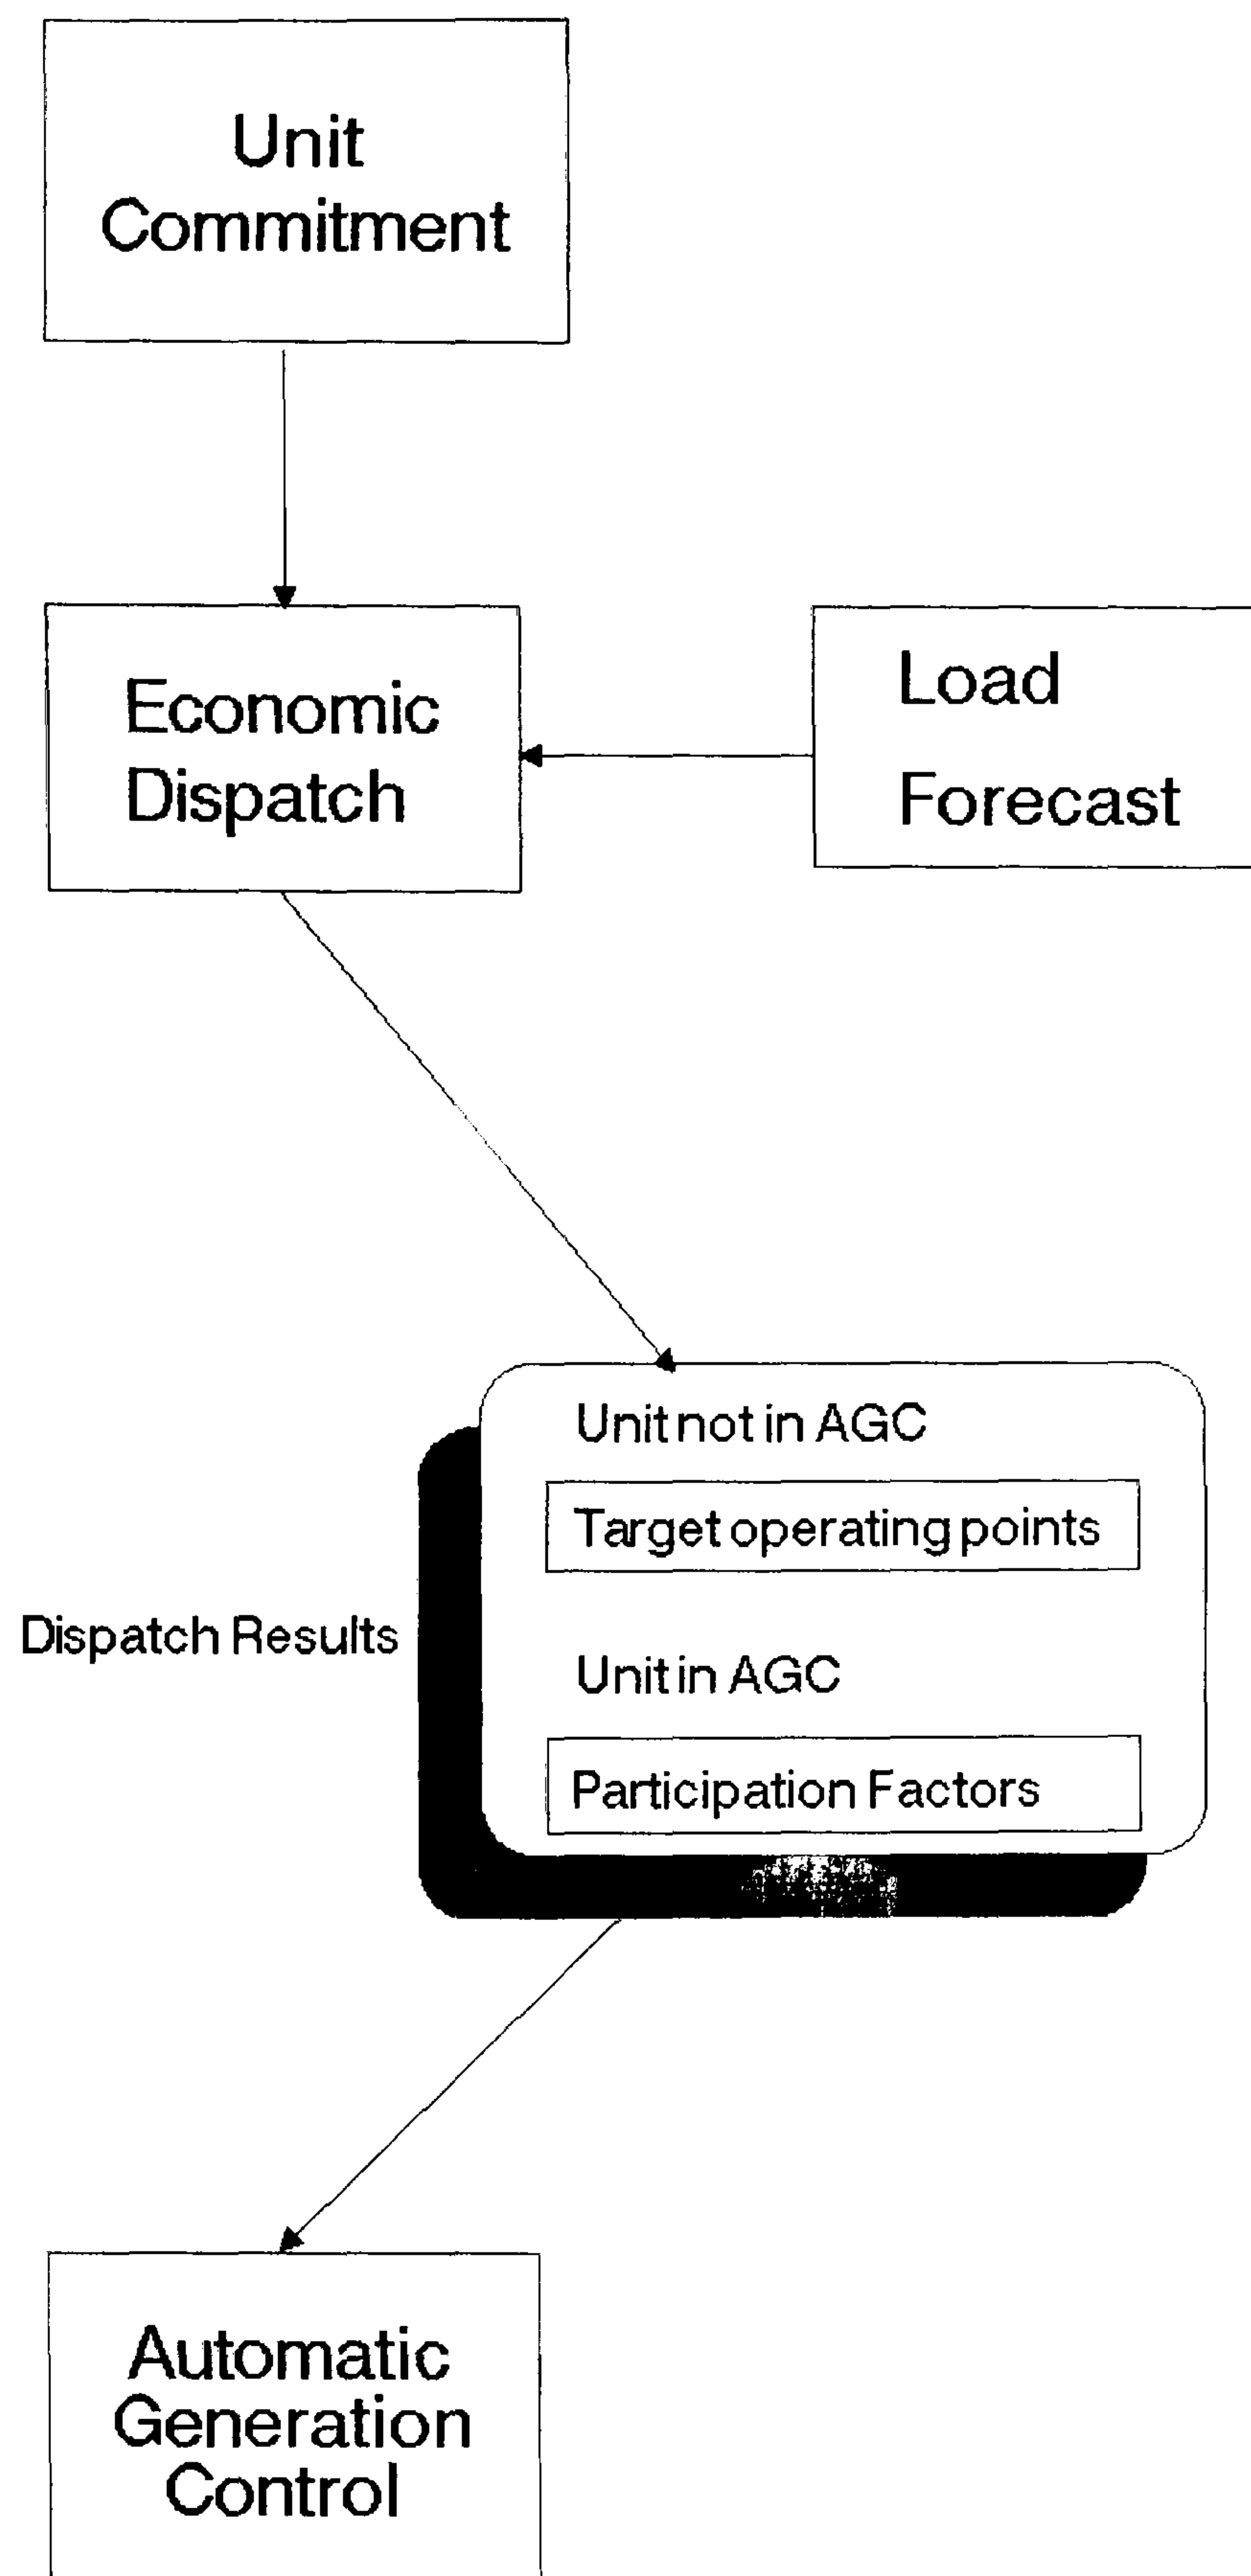 Unit
Commitment
Economic
Dispatch
Load
Forecast
Unit not in AGC
Target operating points
Dispatch Results
Unit in AGC
Participation Factors
Automatic
Generation
Control